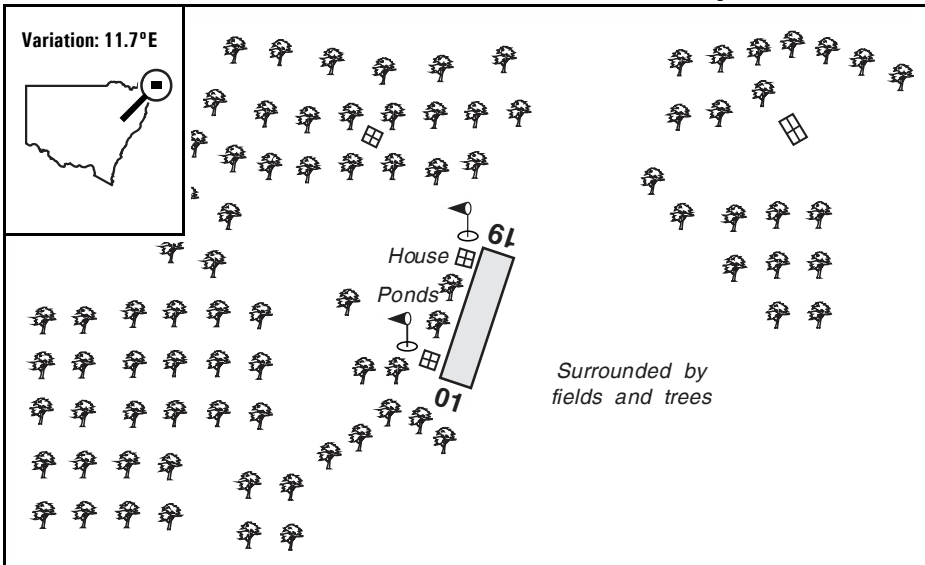 Variation: 11.7°E
19
House
Ponds
Surrounded by
fields and trees
01